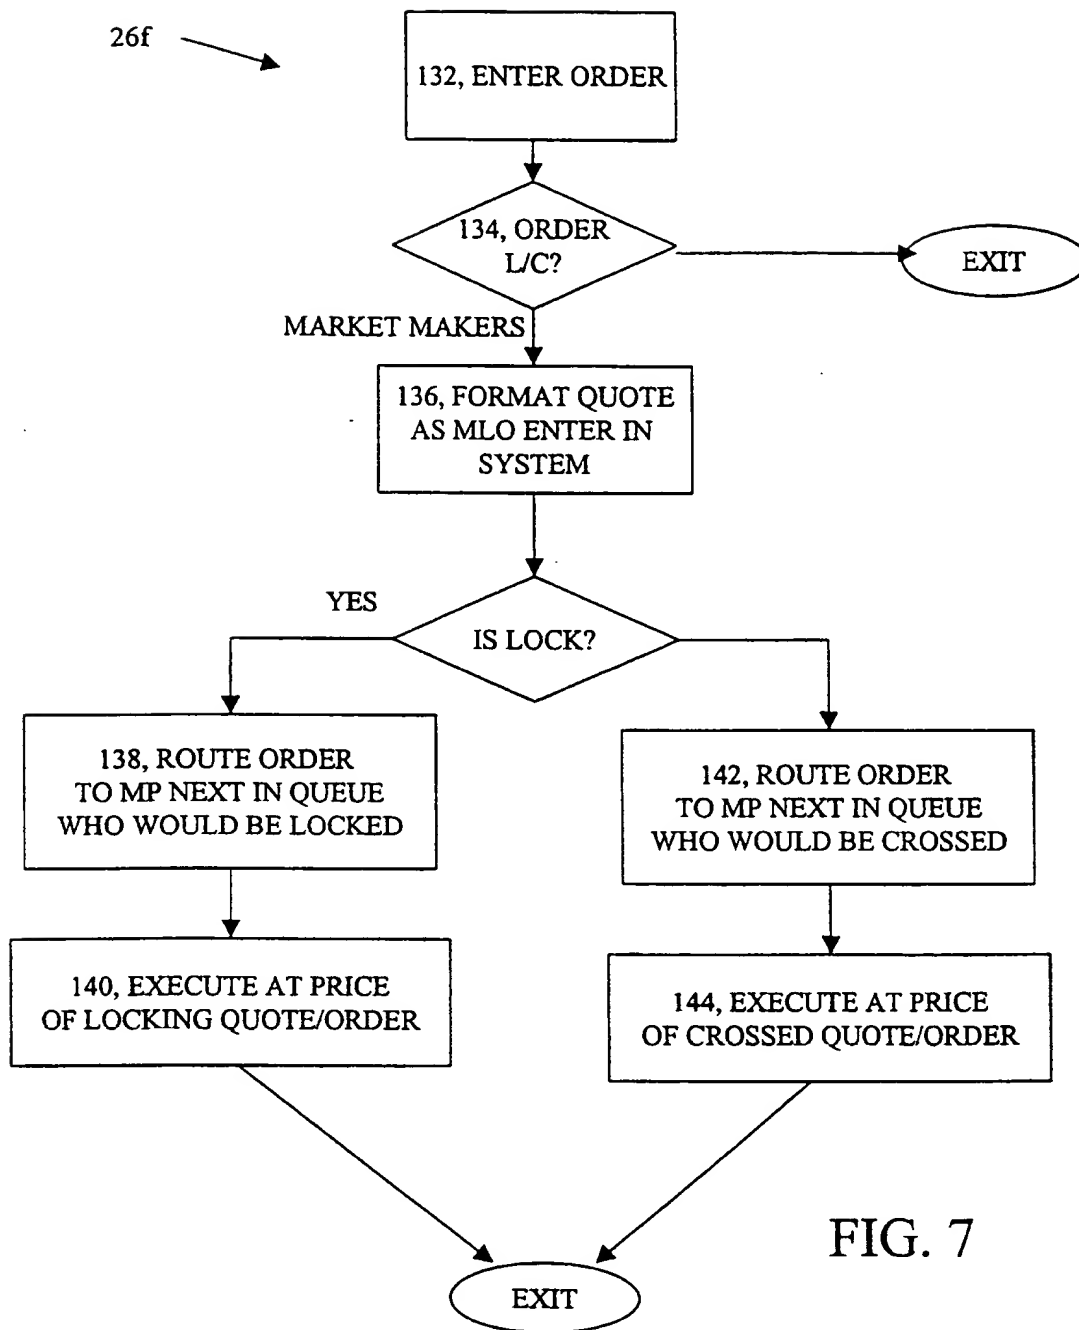 26f
132, ENTER ORDER
134, ORDER
L/C?
EXIT
MARKET MAKERS
136, FORMAT QUOTE
AS MLO ENTER IN
SYSTEM
YES
IS LOCK?
138, ROUTE ORDER
TO MP NEXT IN QUEUE
WHO WOULD BE LOCKED
142, ROUTE ORDER
TO MP NEXT IN QUEUE
WHO WOULD BE CROSSED
140, EXECUTE AT PRICE
OF LOCKING QUOTE/ORDER
144, EXECUTE AT PRICE
OF CROSSED QUOTE/ORDER
FIG. 7
EXIT